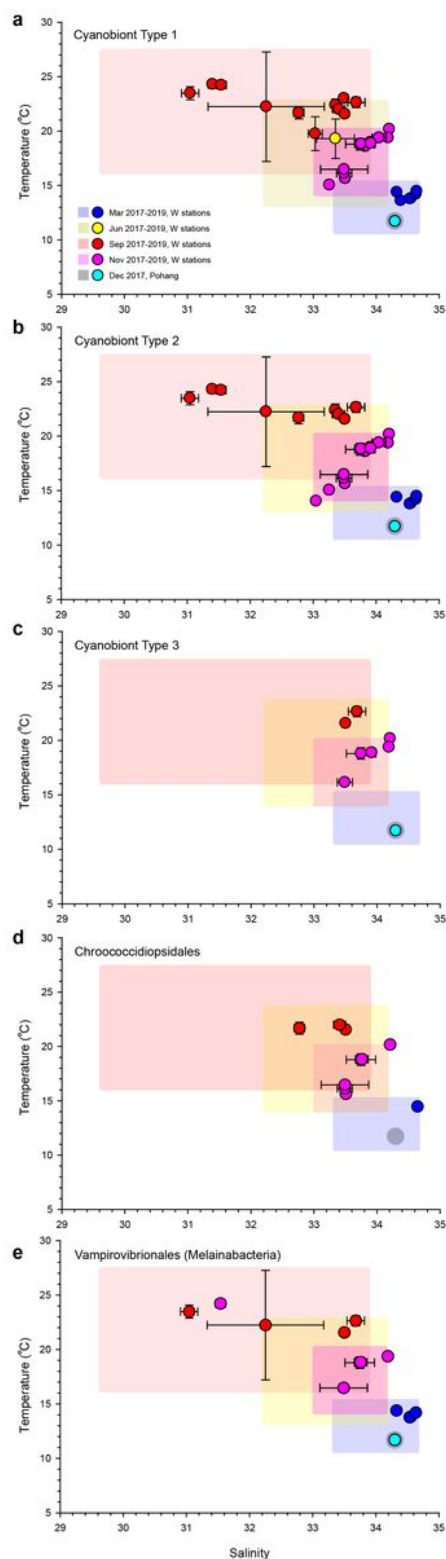 a
Cyanobiont Type 1
Temperature (°C)
30
25
20
15
10
5
Mar 2017-2019, W stations
Jun 2017-2019, W stations
Sep 2017-2019, W stations
Nov 2017-2019, W stations
Dec 2017, Pohang
29 30 31 32 33 34 35
b
Cyanobiont Type 2
Temperature (°C)
30
25
20
15
10
5
29 30 31 32 33 34 35
c
Cyanobiont Type 3
Temperature (°C)
30
25
20
15
10
5
29 30 31 32 33 34 35
d
Chroococcidiopsidales
Temperature (°C)
30
25
20
15
10
5
29 30 31 32 33 34 35
e
Vampirovibrionales (Melainabacteria)
Temperature (°C)
30
25
20
15
10
5
29 30 31 32 33 34 35
Salinity